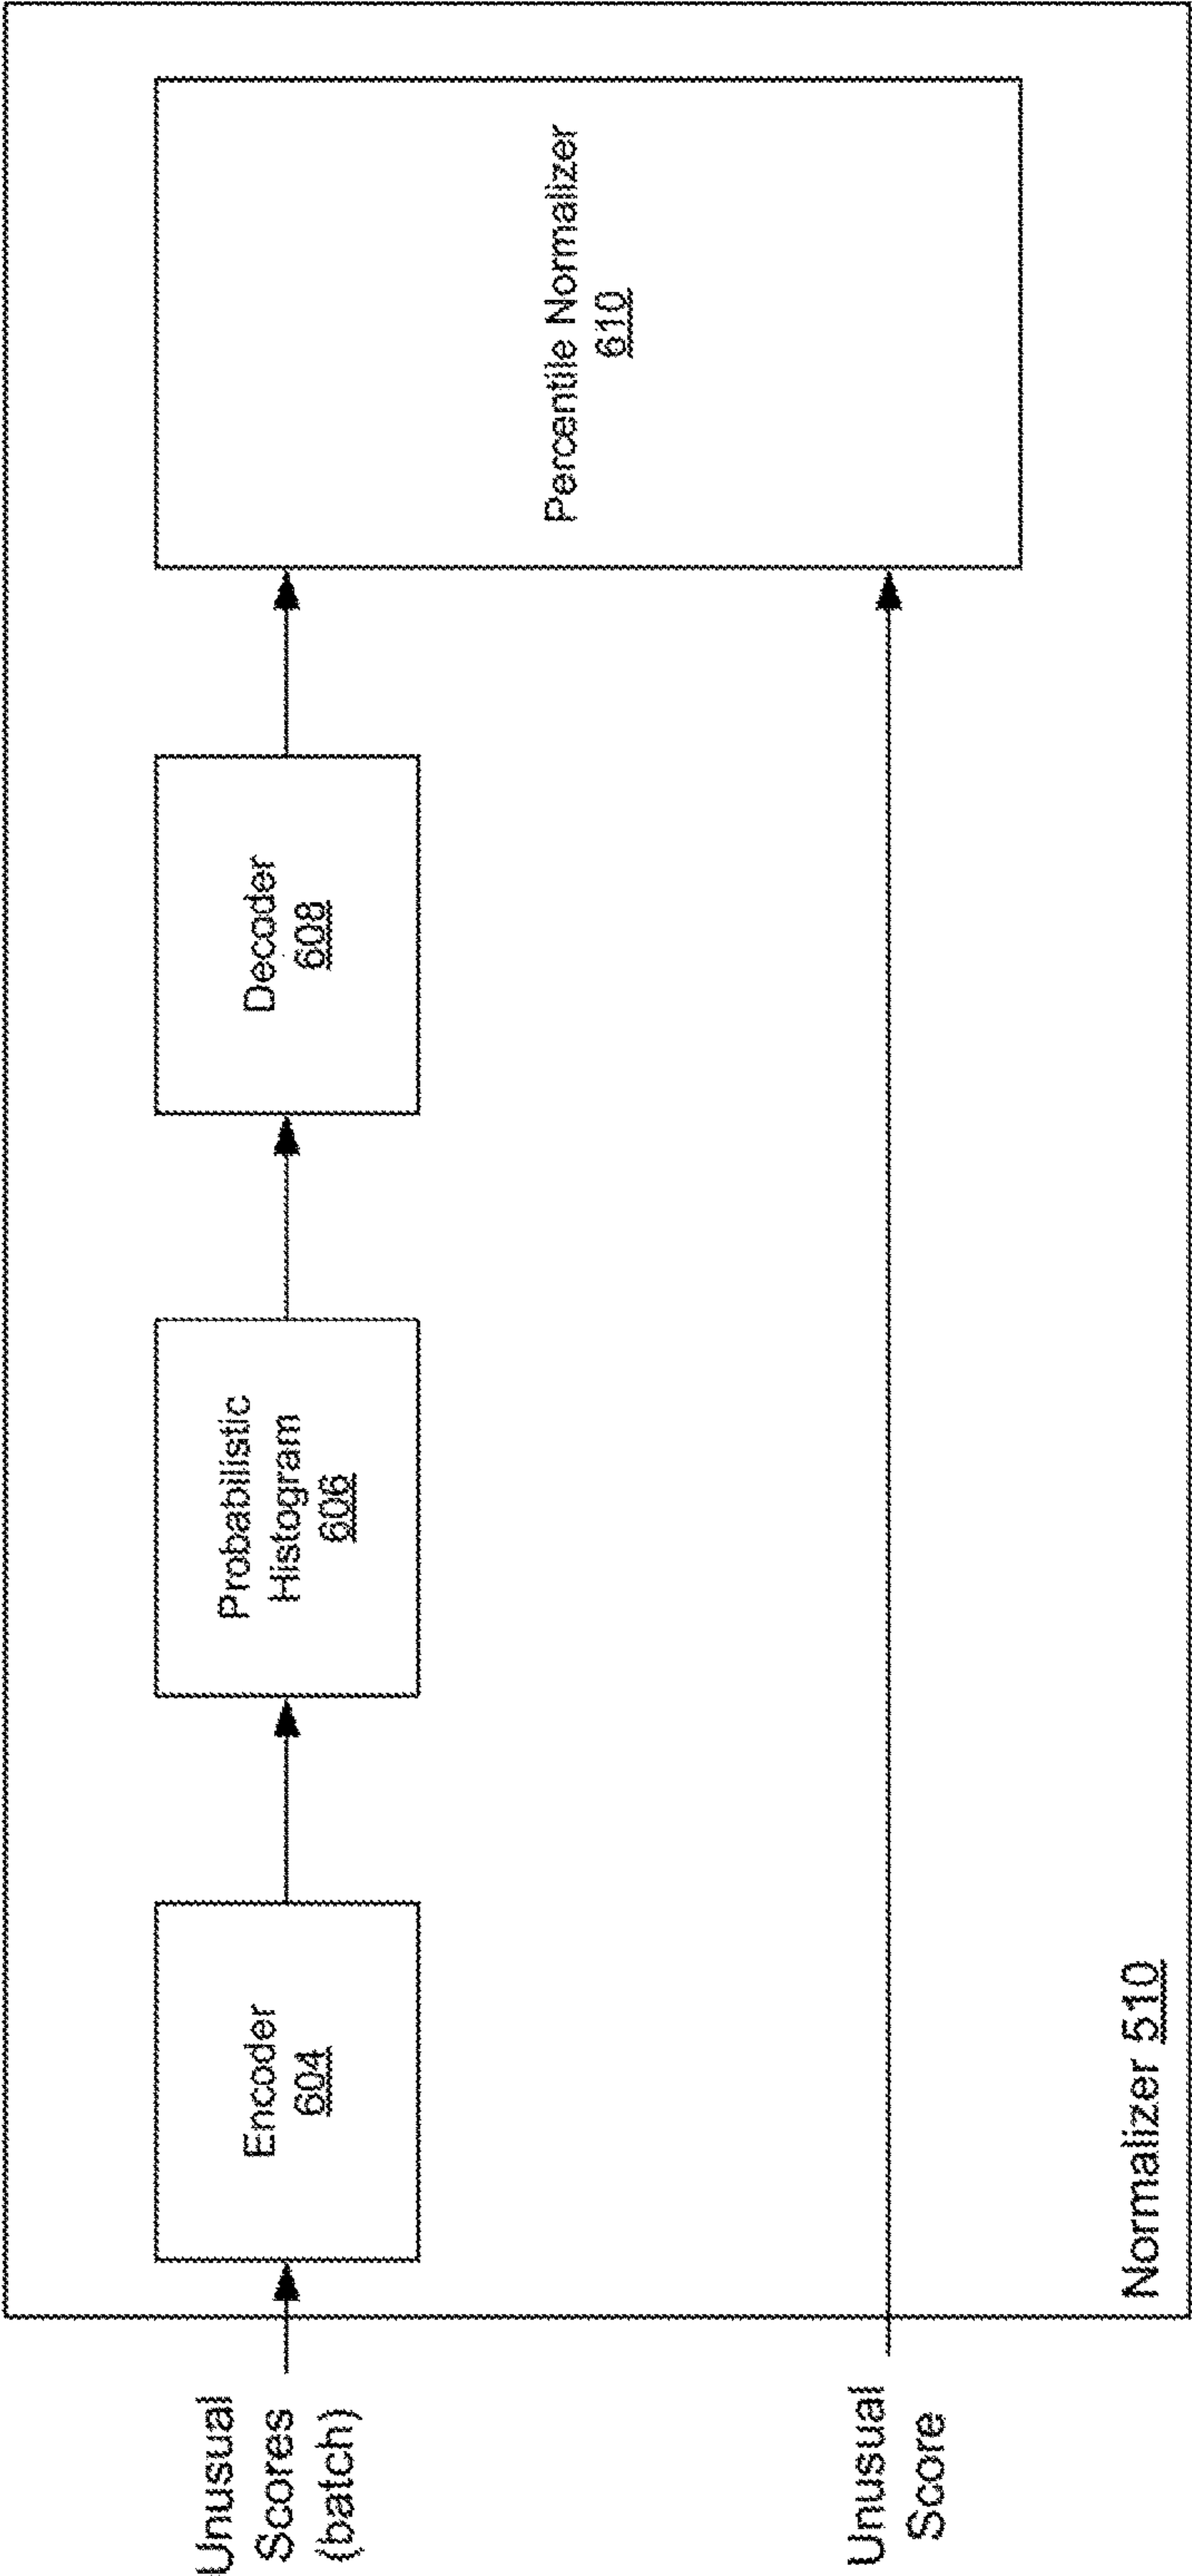 Unusual
Scores
(batch)
Encoder
604
Probabilistic
Histogram
606
Decoder
608
Percentile Normalizer
610
Unusual
Score
Normalizer 510